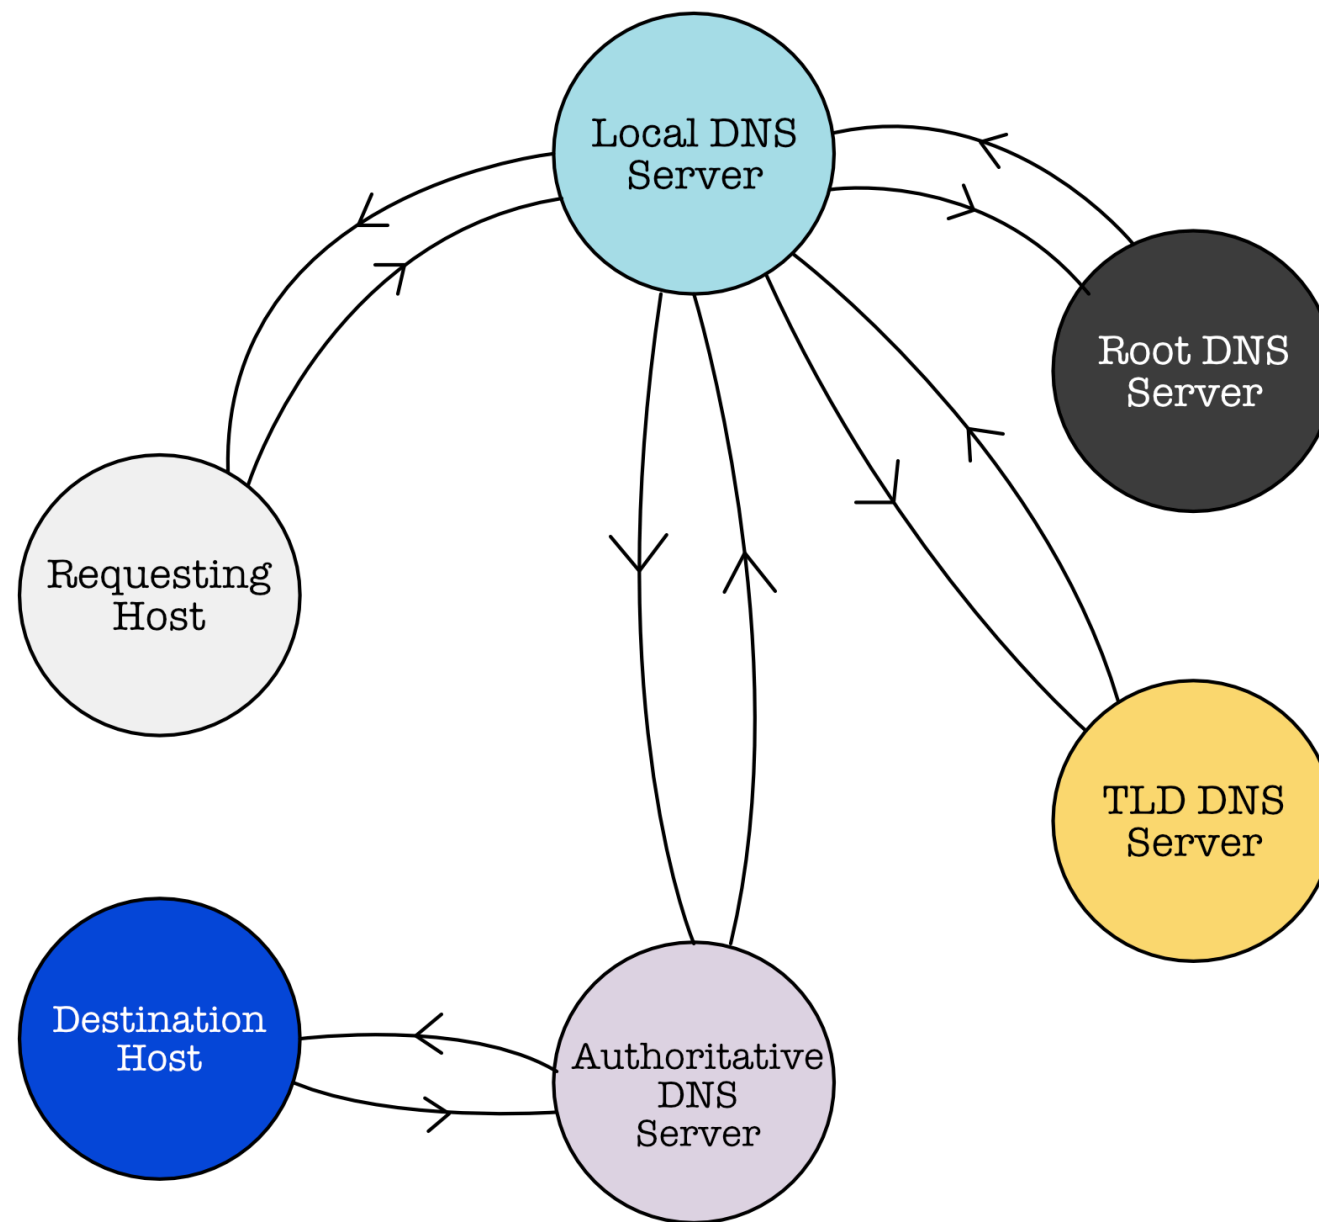 Local DNS
Server
Root DNS
Server
Requesting
Host
TLD DNS
Server
Destination
Host
Authoritative
DNS
Server